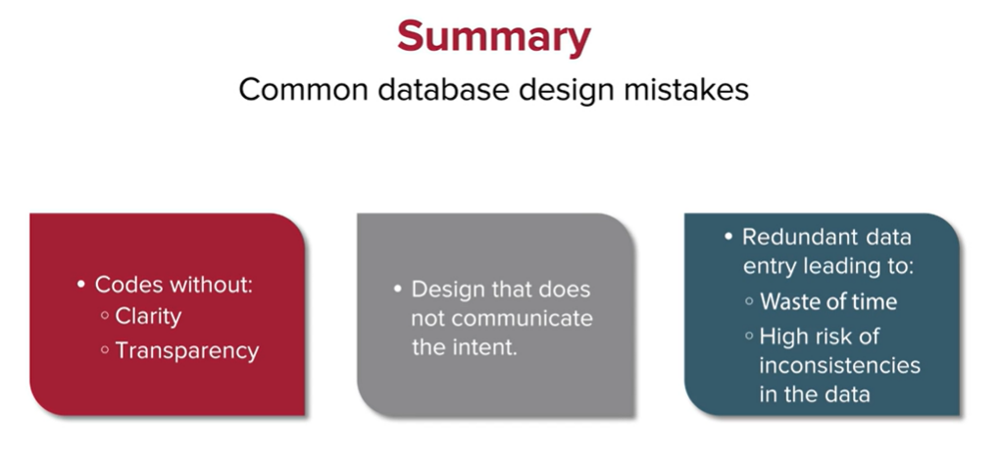 Summary
Common database design mistakes
• Codes without:
◦ Clarity
◦ Transparency
• Design that does
not communicate
the intent.
• Redundant data
entry leading to:
◦ Waste of time
◦ High risk of
inconsistencies
in the data